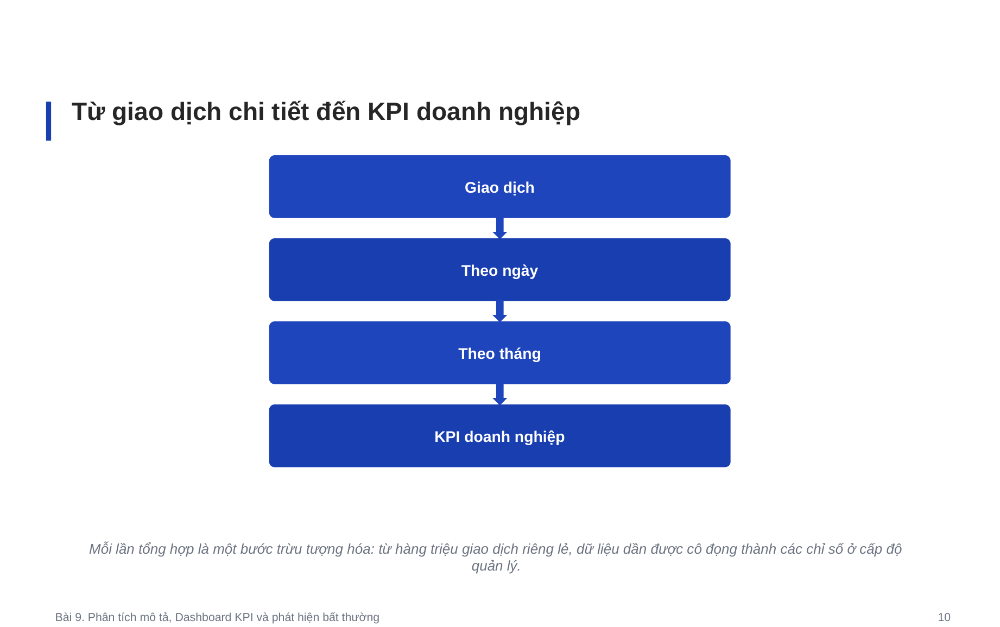 Từ giao dịch chi tiết đến KPI doanh nghiệp
Giao dịch
Theo ngày
Theo tháng
KPI doanh nghiệp
Mỗi lần tổng hợp là một bước trừu tượng hóa: từ hàng triệu giao dịch riêng lẻ, dữ liệu dần được cô đọng thành các chỉ số ở cấp độ
quản lý.
Bài 9. Phân tích mô tả, Dashboard KPI và phát hiện bất thường
10